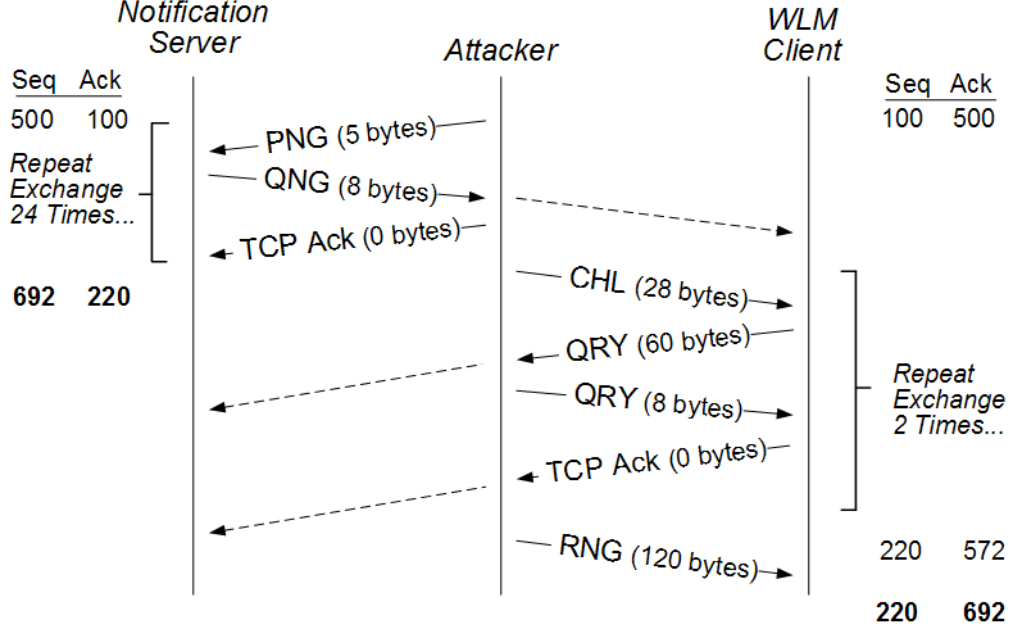 Notification
Server
Attacker
WLM
Client
Seq Ack
500 100
Seq Ack
100 500
PNG (5 bytes)
Repeat
Exchange
24 Times...
QNG (8 bytes)
TCP Ack (0 bytes)
692 220
CHL (28 bytes)
QRY (60 bytes)
QRY (8 bytes)
Repeat
Exchange
2 Times...
TCP Ack (0 bytes)
RNG (120 bytes)
220 572
220 692